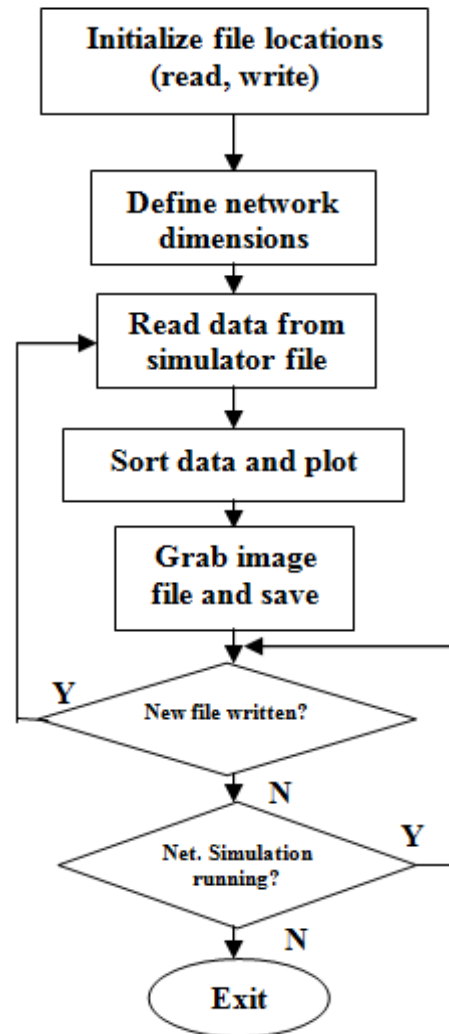 Initialize file locations
(read, write)
Define network
dimensions
Read data from
simulator file
Sort data and plot
Grab image
file and save
Y
New file written?
N
Y
Net. Simulation
running?
N
Exit